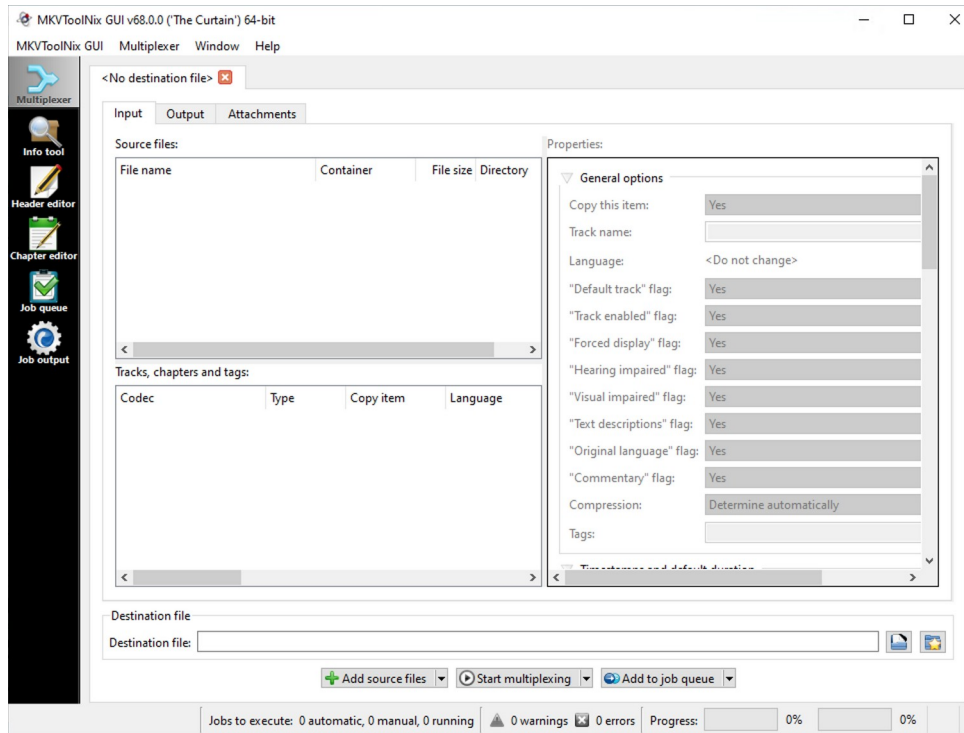 MKVToolNix GUI v68.0.0 ('The Curtain') 64-bit
MKVToolNix GUI Multiplexer Window Help
Multiplexer
Info tool
Header editor
Chapter editor
Job queue
Job output
<No destination file>
Input Output Attachments
Source files:
File name Container File size Directory
Tracks, chapters and tags:
Codec Type Copy item Language
Properties:
General options
Copy this item: Yes
Track name:
Language: <Do not change>
"Default track" flag: Yes
"Track enabled" flag: Yes
"Forced display" flag: Yes
"Hearing impaired" flag: Yes
"Visual impaired" flag: Yes
"Text descriptions" flag: Yes
"Original language" flag: Yes
"Commentary" flag: Yes
Compression: Determine automatically
Tags:
Timestamps and default duration
Destination file
Destination file:
Add source files Start multiplexing Add to job queue
Jobs to execute: 0 automatic, 0 manual, 0 running 0 warnings 0 errors Progress: 0% 0%